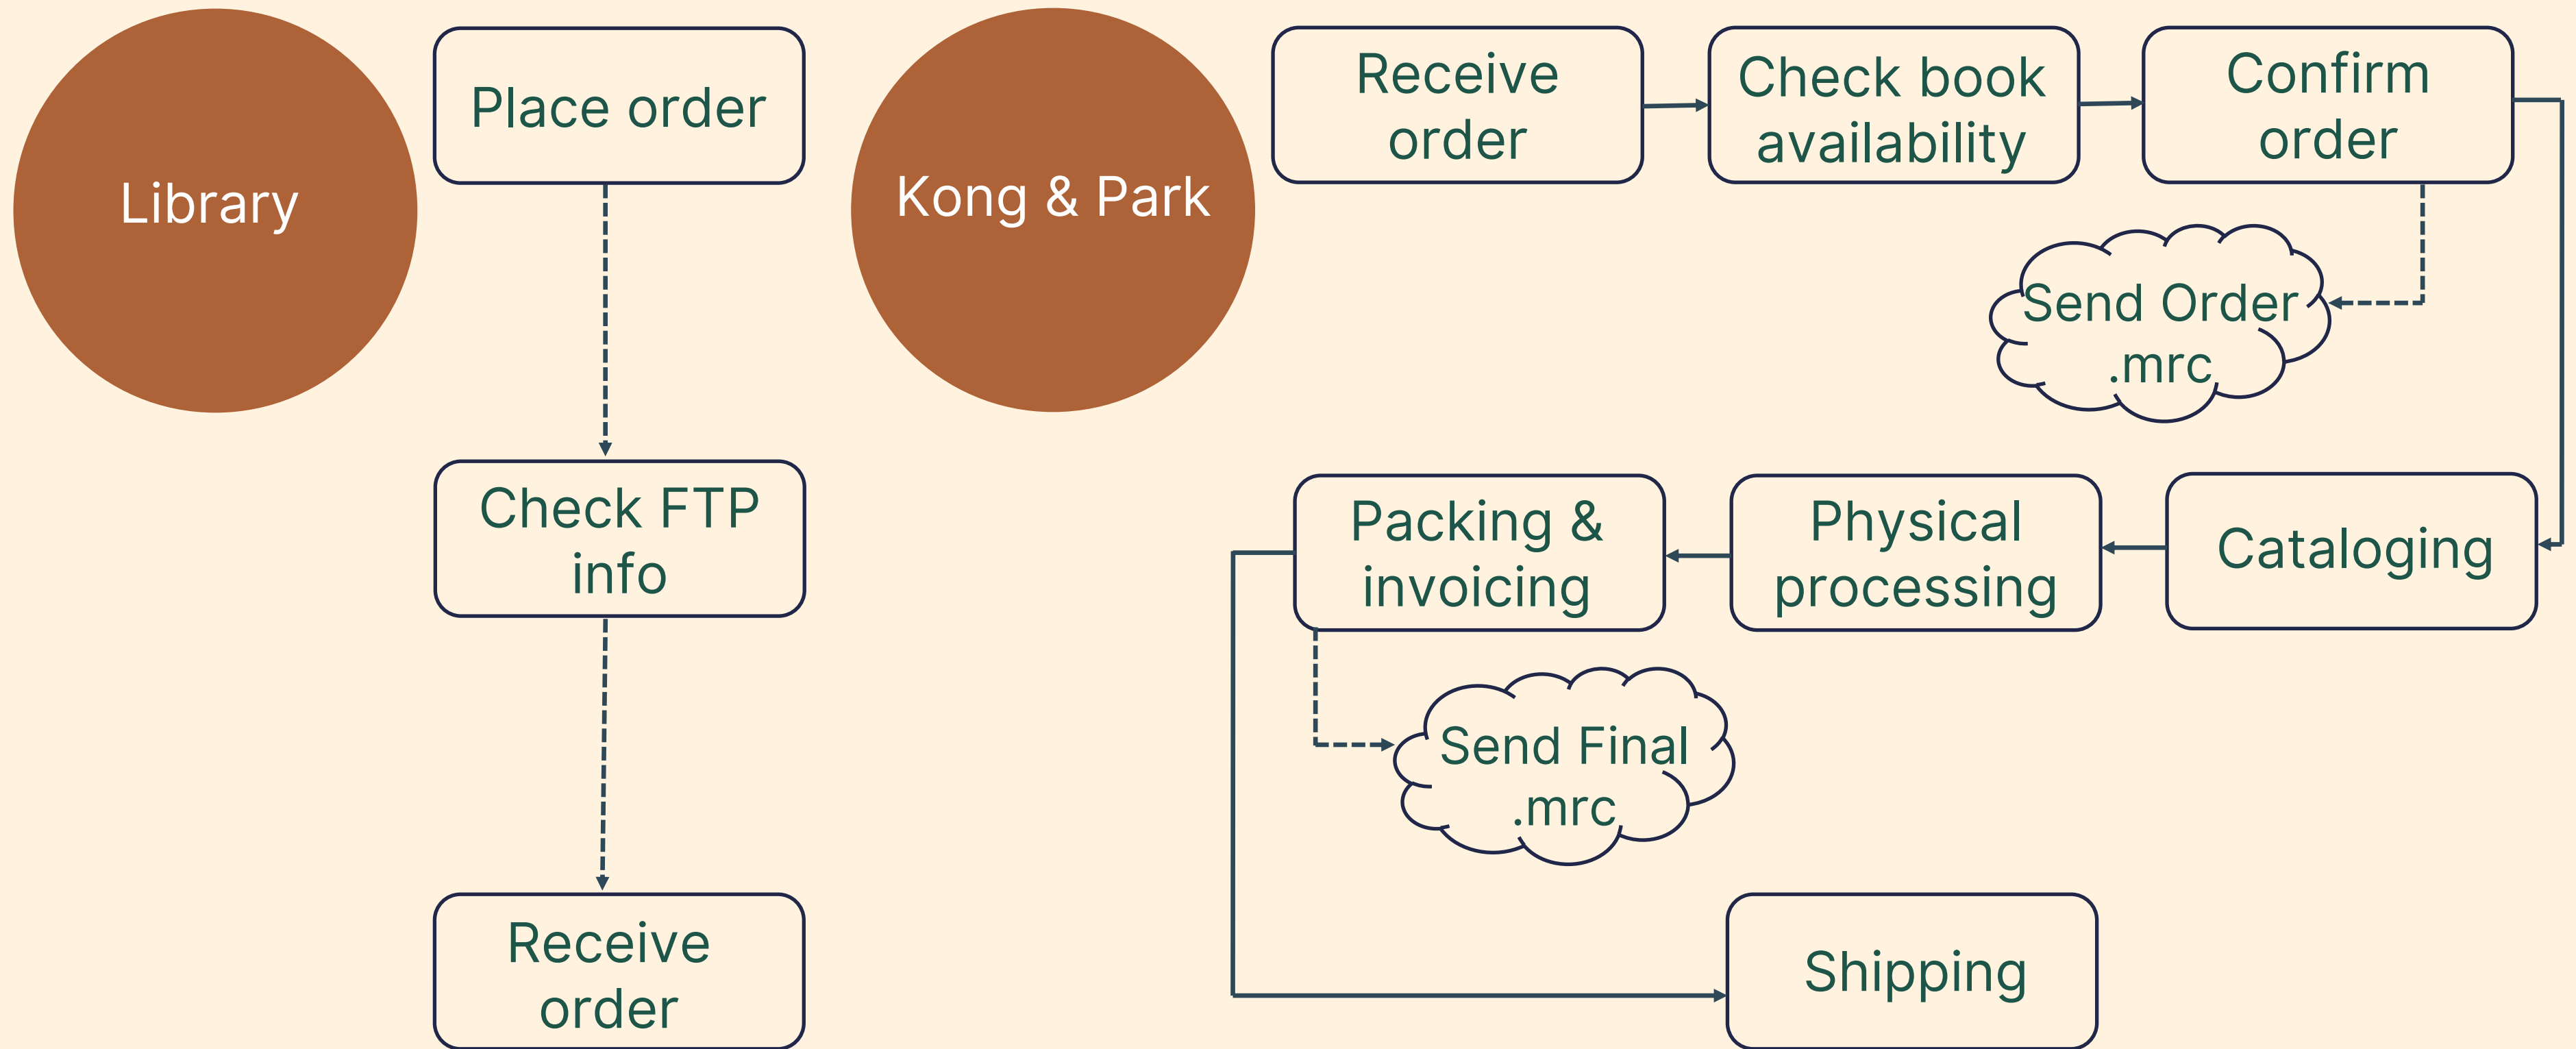 Library
Place order
Check FTP
info
Receive
order
Kong & Park
Receive
order
Check book
availability
Confirm
order
Send Order
.mrc
Cataloging
Physical
processing
Packing &
invoicing
Send Final
.mrc
Shipping